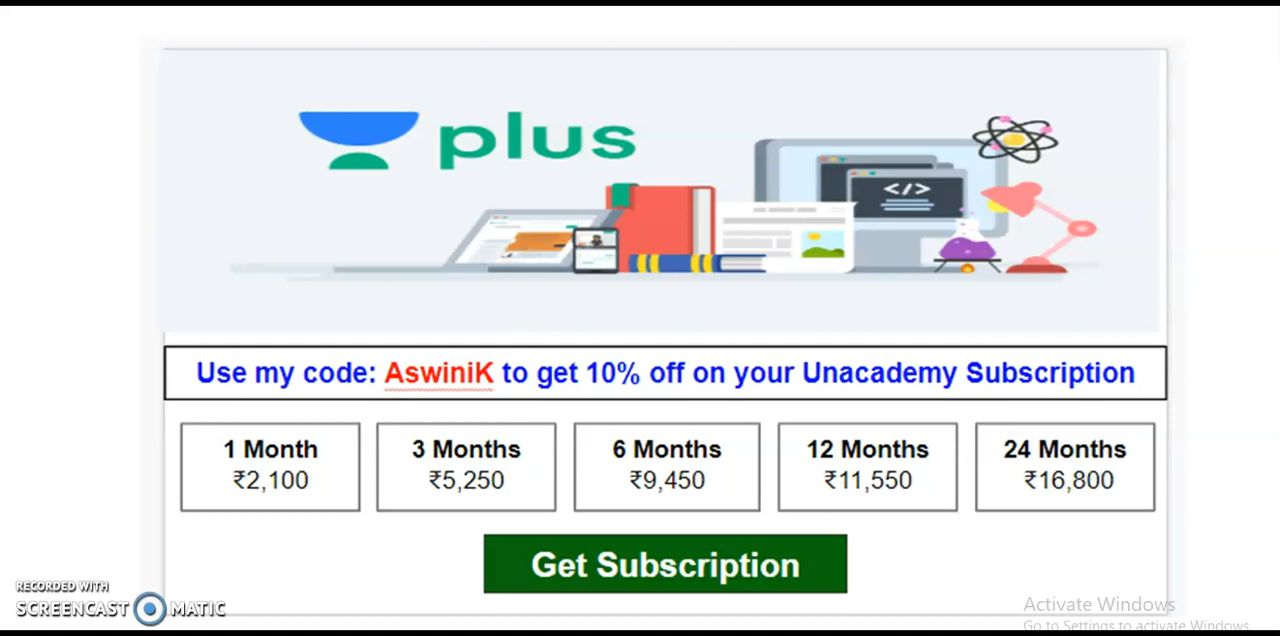 plus
</>
Use my code: AswiniK to get 10% off on your Unacademy Subscription
1 Month
₹2,100
3 Months
₹5,250
6 Months
₹9,450
12 Months
₹11,550
24 Months
₹16,800
Get Subscription
RECORDED WITH
SCREENCAST MATIC
Activate Windows
Go to Settings to activate Windows.